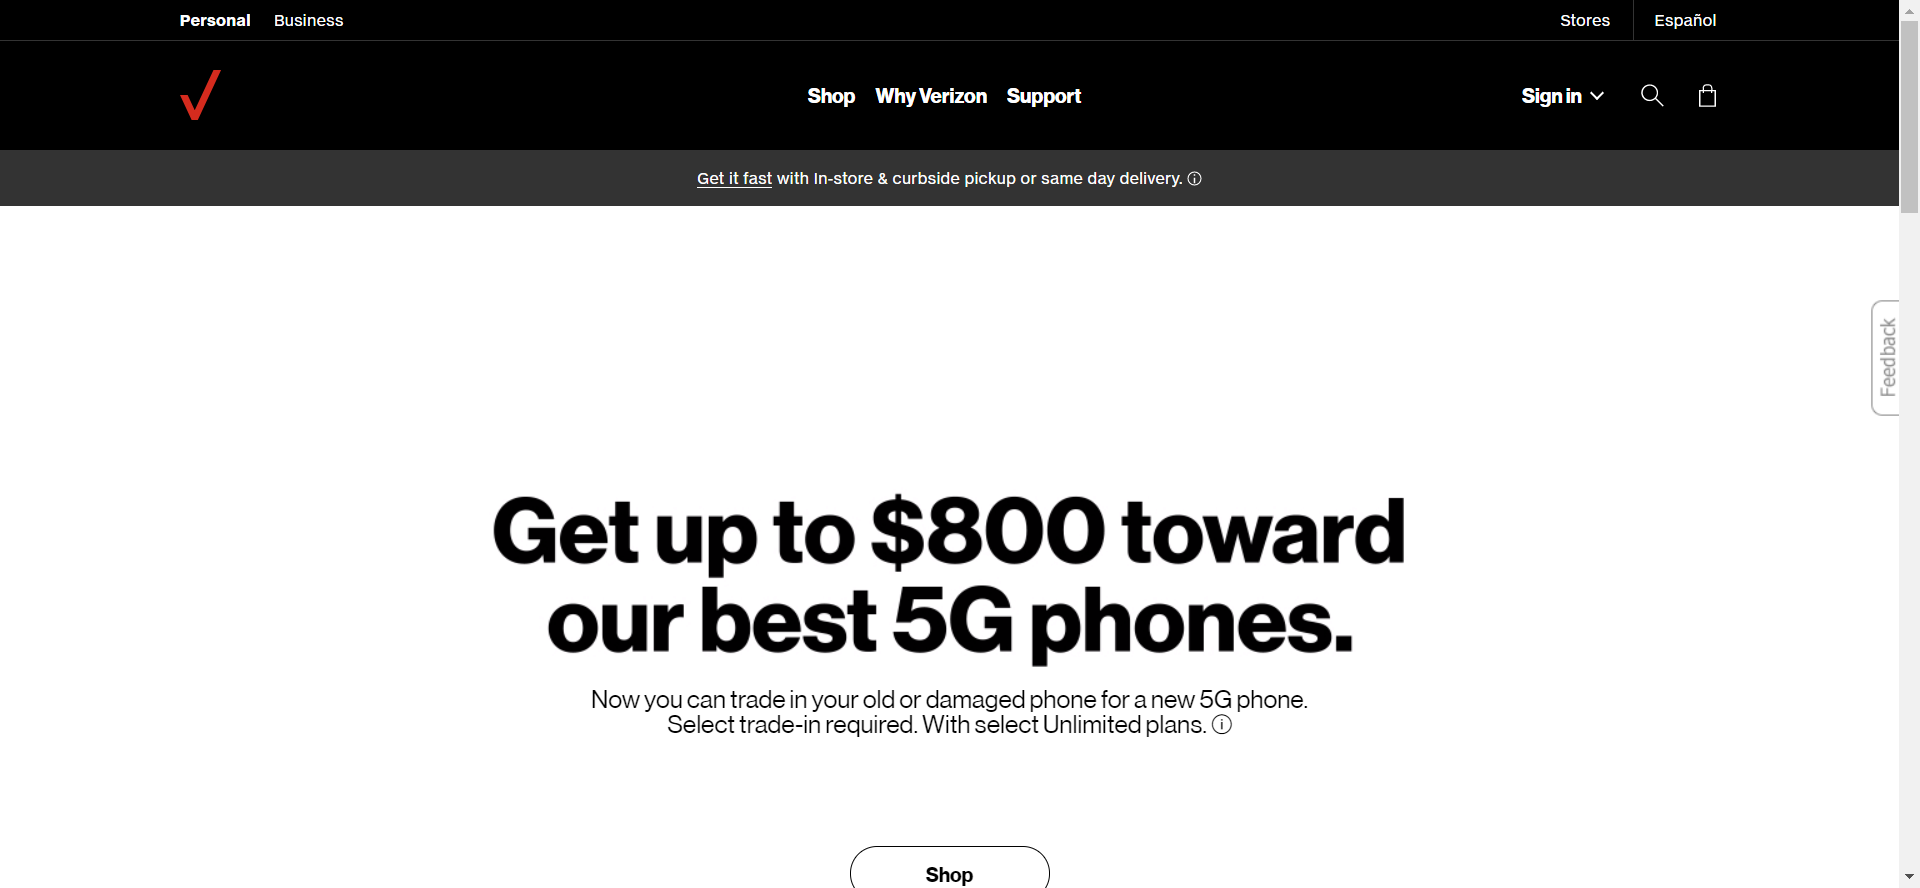 Personal Business Stores Español
Shop Why Verizon Support Sign in
Get it fast with In-store & curbside pickup or same day delivery.
Feedback
Get up to $800 toward
our best 5G phones.
Now you can trade in your old or damaged phone for a new 5G phone.
Select trade-in required. With select Unlimited plans.
Shop